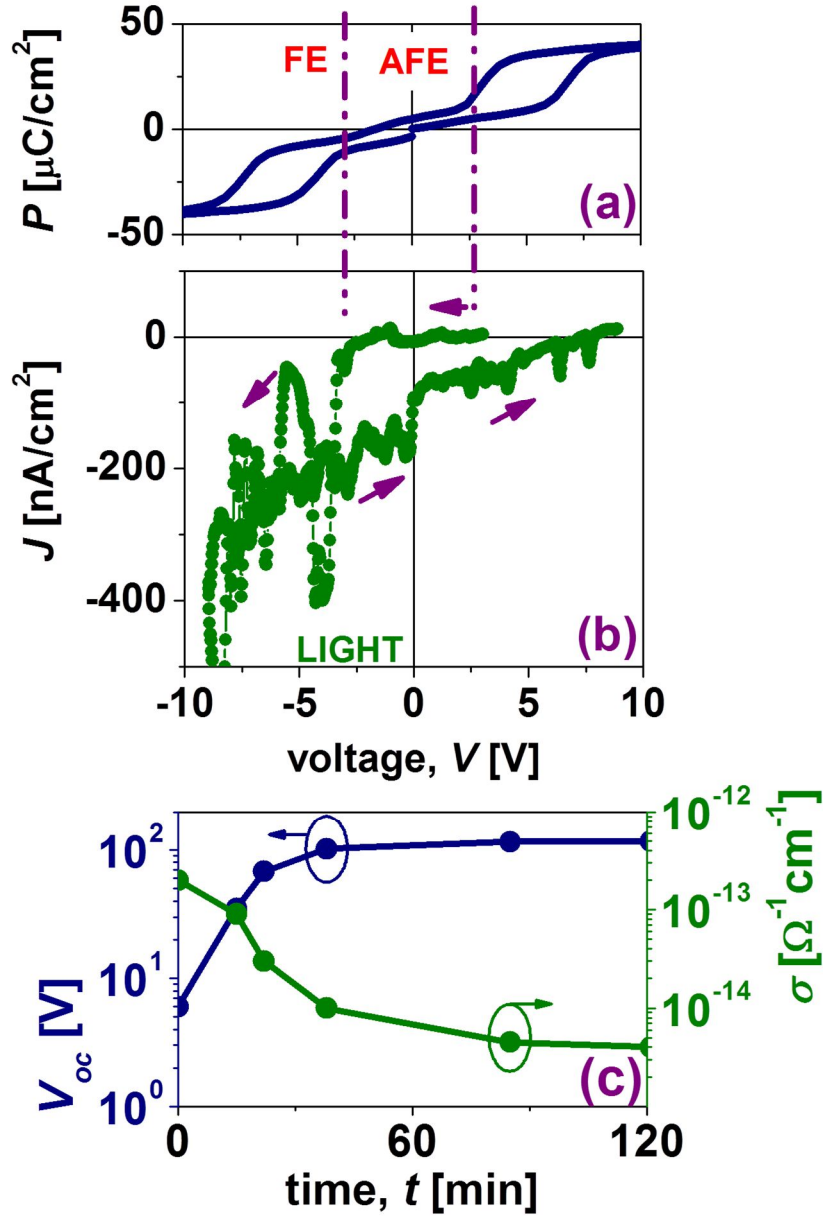 50
FE AFE
0
-50
P [μC/cm²]
(a)
0
-200
-400
J [nA/cm²]
LIGHT
(b)
-10 -5 0 5 10
voltage, V [V]
10² 10⁻¹²
10¹ 10⁻¹³
10⁰ 10⁻¹⁴
V_oc [V]
σ [Ω⁻¹cm⁻¹]
(c)
0 60 120
time, t [min]